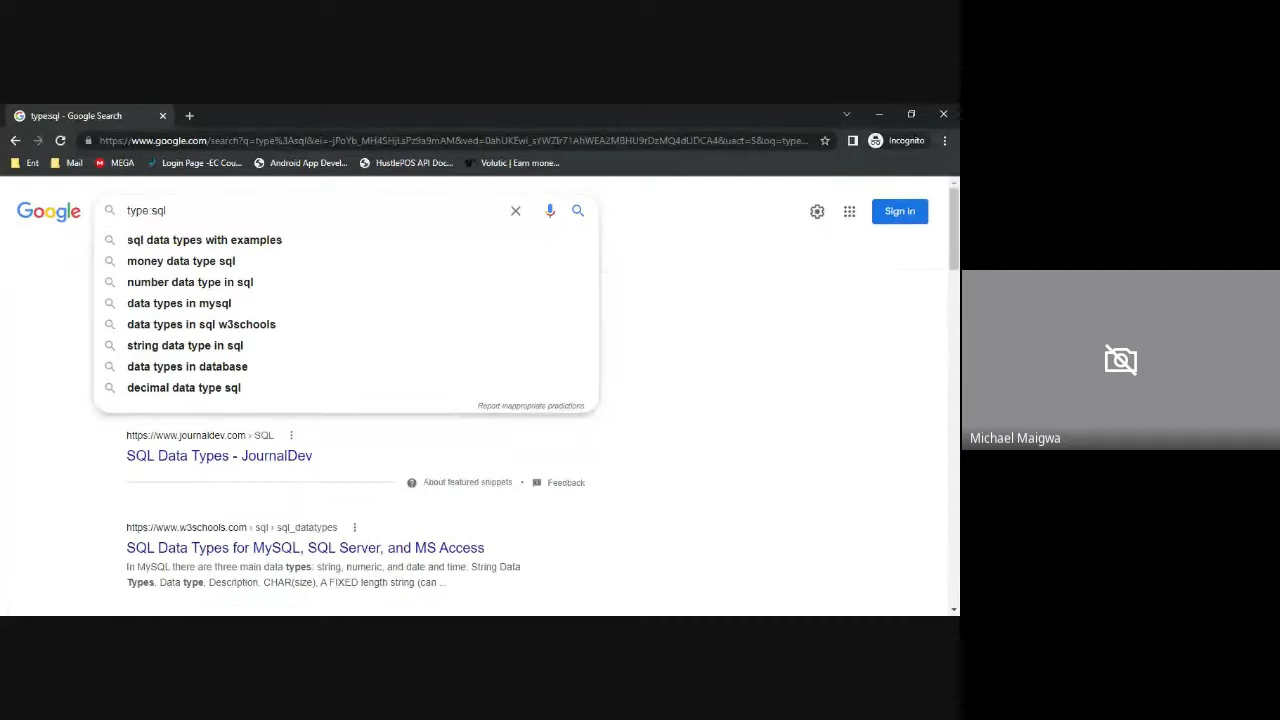 type:sql - Google Search
Incognito
Ent
Mail
MEGA
Login Page -EC Cou...
Android App Devel...
HustlePOS API Doc...
Volutic | Earn mone...
Google
type:sql
Sign in
sql data types with examples
money data type sql
number data type in sql
data types in mysql
data types in sql w3schools
string data type in sql
data types in database
decimal data type sql
Report inappropriate predictions
https://www.journaldev.com › SQL
SQL Data Types - JournalDev
About featured snippets • Feedback
https://www.w3schools.com › sql › sql_datatypes
SQL Data Types for MySQL, SQL Server, and MS Access
In MySQL there are three main data types: string, numeric, and date and time. String Data
Types. Data type, Description. CHAR(size), A FIXED length string (can ...
Michael Maigwa